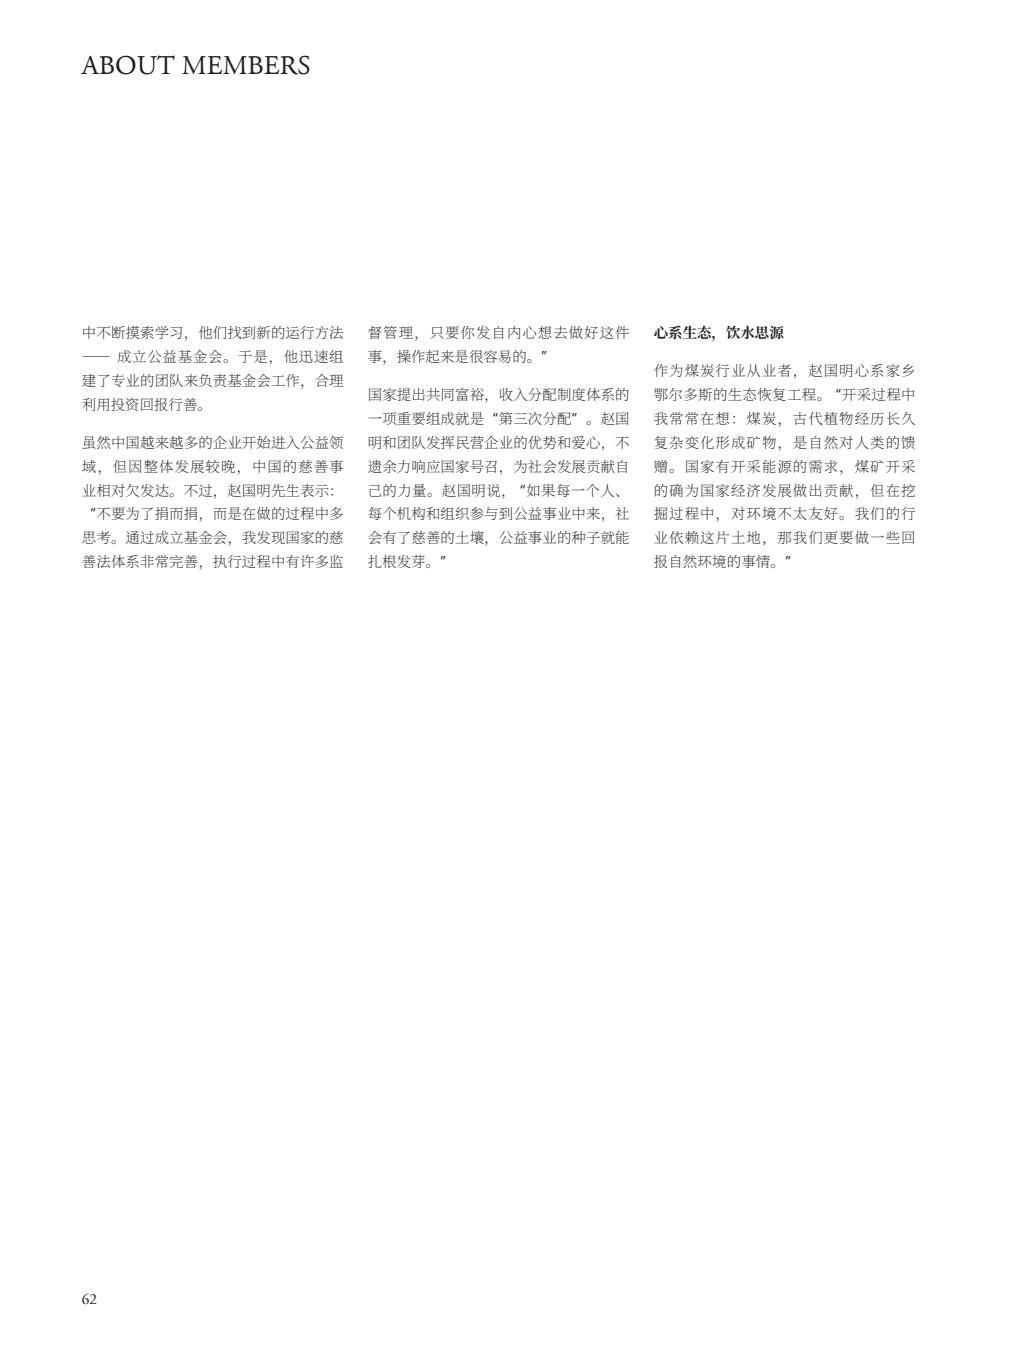 ABOUT MEMBERS
中不断摸索学习，他们找到新的运行方法
—— 成立公益基金会。于是，他迅速组
建了专业的团队来负责基金会工作，合理
利用投资回报行善。
虽然中国越来越多的企业开始进入公益领
域，但因整体发展较晚，中国的慈善事
业相对欠发达。不过，赵国明先生表示：
“不要为了捐而捐，而是在做的过程中多
思考。通过成立基金会，我发现国家的慈
善法体系非常完善，执行过程中有许多监
督管理，只要你发自内心想去做好这件
事，操作起来是很容易的。”
国家提出共同富裕，收入分配制度体系的
一项重要组成就是“第三次分配”。赵国
明和团队发挥民营企业的优势和爱心，不
遗余力响应国家号召，为社会发展贡献自
己的力量。赵国明说，“如果每一个人、
每个机构和组织参与到公益事业中来，社
会有了慈善的土壤，公益事业的种子就能
扎根发芽。”
心系生态，饮水思源
作为煤炭行业从业者，赵国明心系家乡
鄂尔多斯的生态恢复工程。“开采过程中
我常常在想：煤炭，古代植物经历长久
复杂变化形成矿物，是自然对人类的馈
赠。国家有开采能源的需求，煤矿开采
的确为国家经济发展做出贡献，但在挖
掘过程中，对环境不太友好。我们的行
业依赖这片土地，那我们更要做一些回
报自然环境的事情。”
62